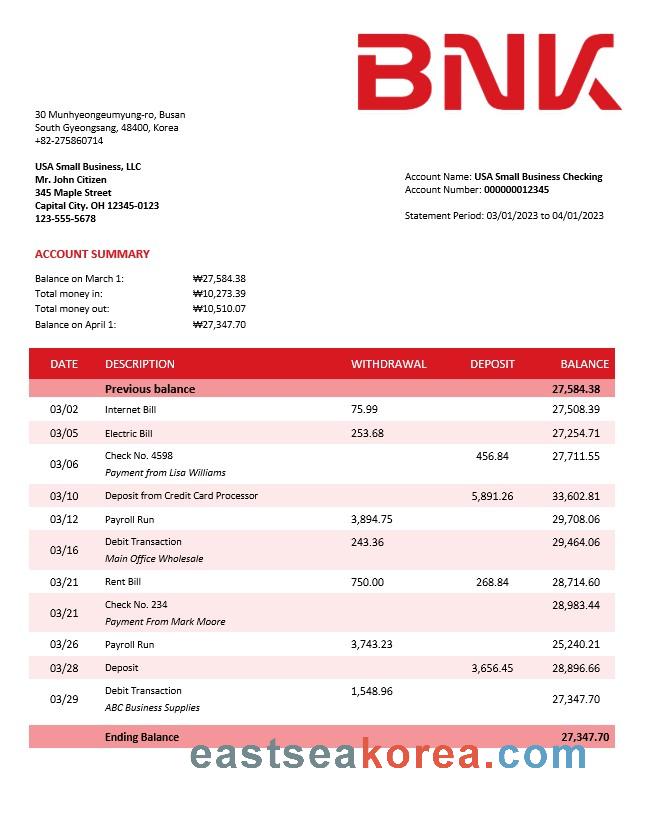 BNK
30 Munhyeongeumyung-ro, Busan
South Gyeongsang, 48400, Korea
+82-275860714
USA Small Business, LLC
Mr. John Citizen
345 Maple Street
Capital City. OH 12345-0123
123-555-5678
Account Name: USA Small Business Checking
Account Number: 000000012345
Statement Period: 03/01/2023 to 04/01/2023
ACCOUNT SUMMARY
Balance on March 1: ₩27,584.38
Total money in: ₩10,273.39
Total money out: ₩10,510.07
Balance on April 1: ₩27,347.70
DATE DESCRIPTION WITHDRAWAL DEPOSIT BALANCE
Previous balance 27,584.38
03/02 Internet Bill 75.99 27,508.39
03/05 Electric Bill 253.68 27,254.71
03/06 Check No. 4598 456.84 27,711.55
Payment from Lisa Williams
03/10 Deposit from Credit Card Processor 5,891.26 33,602.81
03/12 Payroll Run 3,894.75 29,708.06
03/16 Debit Transaction 243.36 29,464.06
Main Office Wholesale
03/21 Rent Bill 750.00 268.84 28,714.60
03/21 Check No. 234 28,983.44
Payment From Mark Moore
03/26 Payroll Run 3,743.23 25,240.21
03/28 Deposit 3,656.45 28,896.66
03/29 Debit Transaction 1,548.96 27,347.70
ABC Business Supplies
Ending Balance 27,347.70
eastseakorea.com